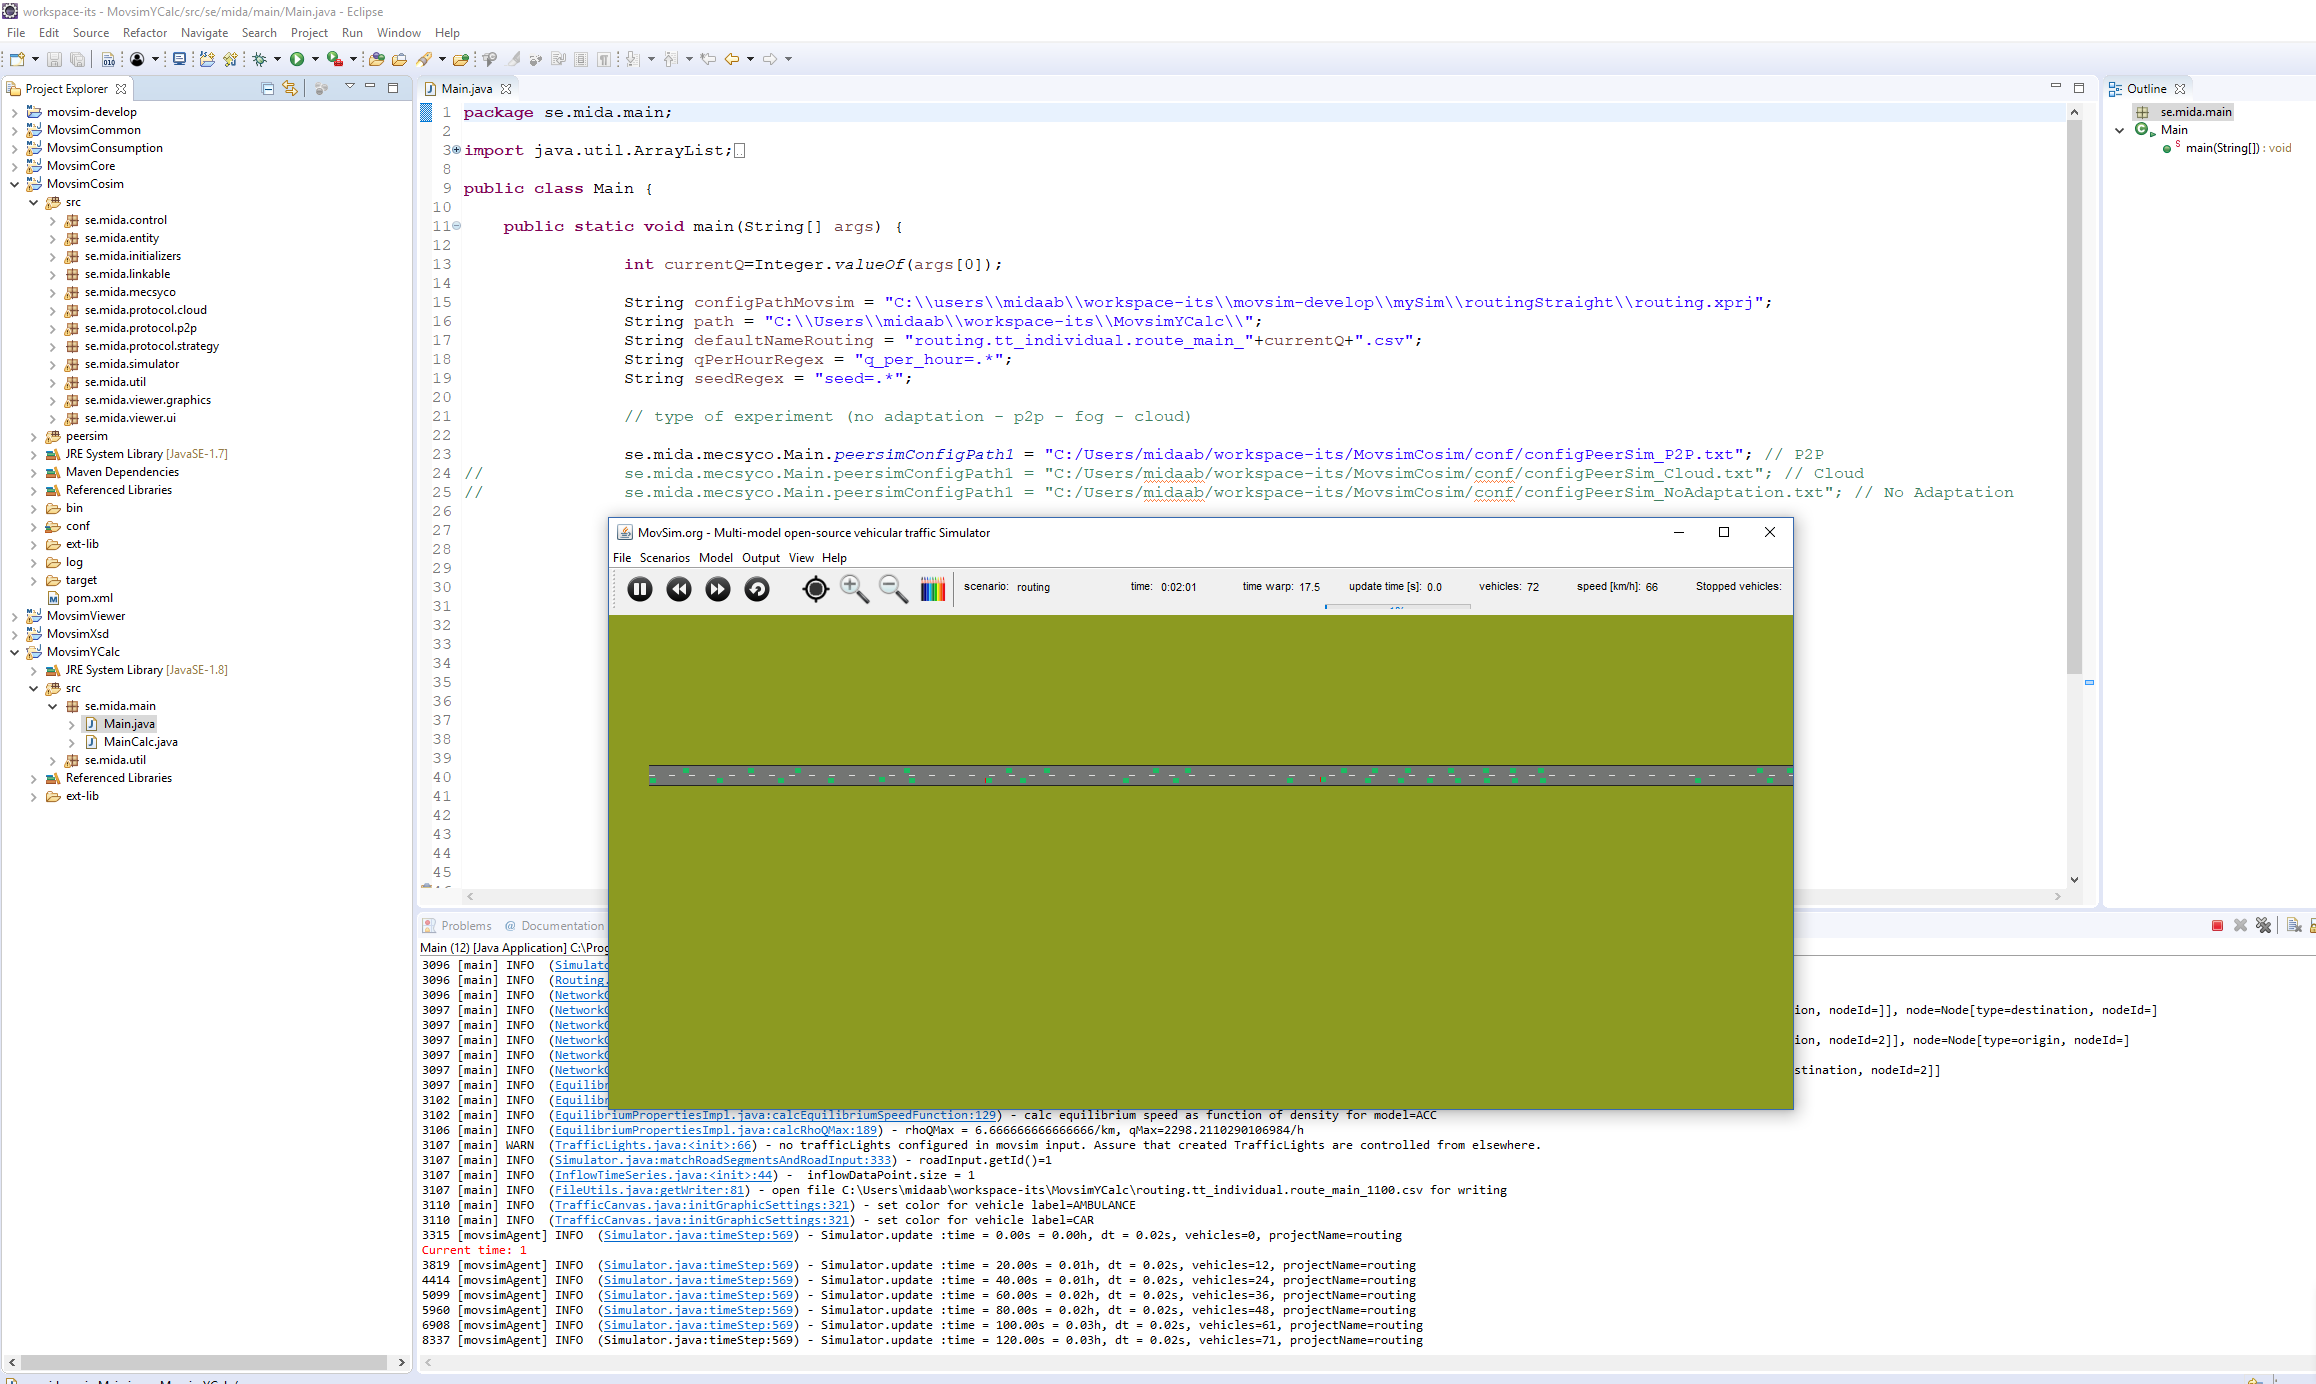 workspace-its - MovsimYCalc/src/se/mida/main/Main.java - Eclipse
File Edit Source Refactor Navigate Search Project Run Window Help
Project Explorer
movsim-develop
MovsimCommon
MovsimConsumption
MovsimCore
MovsimCosim
src
se.mida.control
se.mida.entity
se.mida.initializers
se.mida.linkable
se.mida.mecsyco
se.mida.protocol.cloud
se.mida.protocol.p2p
se.mida.protocol.strategy
se.mida.simulator
se.mida.util
se.mida.viewer.graphics
se.mida.viewer.ui
peersim
JRE System Library [JavaSE-1.7]
Maven Dependencies
Referenced Libraries
bin
conf
ext-lib
log
target
pom.xml
MovsimViewer
MovsimXsd
MovsimYCalc
JRE System Library [JavaSE-1.8]
src
se.mida.main
Main.java
MainCalc.java
se.mida.util
Referenced Libraries
ext-lib
Main.java
1 package se.mida.main;
2
3 import java.util.ArrayList;
8
9 public class Main {
10
11 public static void main(String[] args) {
12
13 int currentQ=Integer.valueOf(args[0]);
14
15 String configPathMovsim = "C:\\users\\midaab\\workspace-its\\movsim-develop\\mySim\\routingStraight\\routing.xprj";
16 String path = "C:\\Users\\midaab\\workspace-its\\MovsimYCalc\\";
17 String defaultNameRouting = "routing.tt_individual.route_main_"+currentQ+".csv";
18 String qPerHourRegex = "q_per_hour=.*";
19 String seedRegex = "seed=.*";
20
21 // type of experiment (no adaptation - p2p - fog - cloud)
22
23 se.mida.mecsyco.Main.peersimConfigPath1 = "C:/Users/midaab/workspace-its/MovsimCosim/conf/configPeerSim_P2P.txt"; // P2P
24 // se.mida.mecsyco.Main.peersimConfigPath1 = "C:/Users/midaab/workspace-its/MovsimCosim/conf/configPeerSim_Cloud.txt"; // Cloud
25 // se.mida.mecsyco.Main.peersimConfigPath1 = "C:/Users/midaab/workspace-its/MovsimCosim/conf/configPeerSim_NoAdaptation.txt"; // No Adaptation
26
27
28
29
30
31
32
33
34
35
36
37
38
39
40
41
42
43
44
45
MovSim.org - Multi-model open-source vehicular traffic Simulator
File Scenarios Model Output View Help
scenario: routing time: 0:02:01 time warp: 17.5 update time [s]: 0.0 vehicles: 72 speed [km/h]: 66 Stopped vehicles:
Outline
se.mida.main
Main
main(String[]) : void
Problems @ Documentation
Main (12) [Java Application] C:\Prog
3096 [main] INFO (Simulato
3096 [main] INFO (Routing.
3096 [main] INFO (Network
3097 [main] INFO (Network ion, nodeId=]], node=Node[type=destination, nodeId=]
3097 [main] INFO (Network
3097 [main] INFO (Network ion, nodeId=2]], node=Node[type=origin, nodeId=]
3097 [main] INFO (Network
3097 [main] INFO (Network stination, nodeId=2]]
3097 [main] INFO (Equilibr
3102 [main] INFO (Equilibr
3102 [main] INFO (EquilibriumPropertiesImpl.java:calcEquilibriumSpeedFunction:129) - calc equilibrium speed as function of density for model=ACC
3106 [main] INFO (EquilibriumPropertiesImpl.java:calcRhoQMax:189) - rhoQMax = 6.666666666666666/km, qMax=2298.2110290106984/h
3107 [main] WARN (TrafficLights.java:<init>:66) - no trafficLights configured in movsim input. Assure that created TrafficLights are controlled from elsewhere.
3107 [main] INFO (Simulator.java:matchRoadSegmentsAndRoadInput:333) - roadInput.getId()=1
3107 [main] INFO (InflowTimeSeries.java:<init>:44) - inflowDataPoint.size = 1
3107 [main] INFO (FileUtils.java:getWriter:81) - open file C:\Users\midaab\workspace-its\MovsimYCalc\routing.tt_individual.route_main_1100.csv for writing
3110 [main] INFO (TrafficCanvas.java:initGraphicSettings:321) - set color for vehicle label=AMBULANCE
3110 [main] INFO (TrafficCanvas.java:initGraphicSettings:321) - set color for vehicle label=CAR
3315 [movsimAgent] INFO (Simulator.java:timeStep:569) - Simulator.update :time = 0.00s = 0.00h, dt = 0.02s, vehicles=0, projectName=routing
Current time: 1
3819 [movsimAgent] INFO (Simulator.java:timeStep:569) - Simulator.update :time = 20.00s = 0.01h, dt = 0.02s, vehicles=12, projectName=routing
4414 [movsimAgent] INFO (Simulator.java:timeStep:569) - Simulator.update :time = 40.00s = 0.01h, dt = 0.02s, vehicles=24, projectName=routing
5099 [movsimAgent] INFO (Simulator.java:timeStep:569) - Simulator.update :time = 60.00s = 0.02h, dt = 0.02s, vehicles=36, projectName=routing
5960 [movsimAgent] INFO (Simulator.java:timeStep:569) - Simulator.update :time = 80.00s = 0.02h, dt = 0.02s, vehicles=48, projectName=routing
6908 [movsimAgent] INFO (Simulator.java:timeStep:569) - Simulator.update :time = 100.00s = 0.03h, dt = 0.02s, vehicles=61, projectName=routing
8337 [movsimAgent] INFO (Simulator.java:timeStep:569) - Simulator.update :time = 120.00s = 0.03h, dt = 0.02s, vehicles=71, projectName=routing